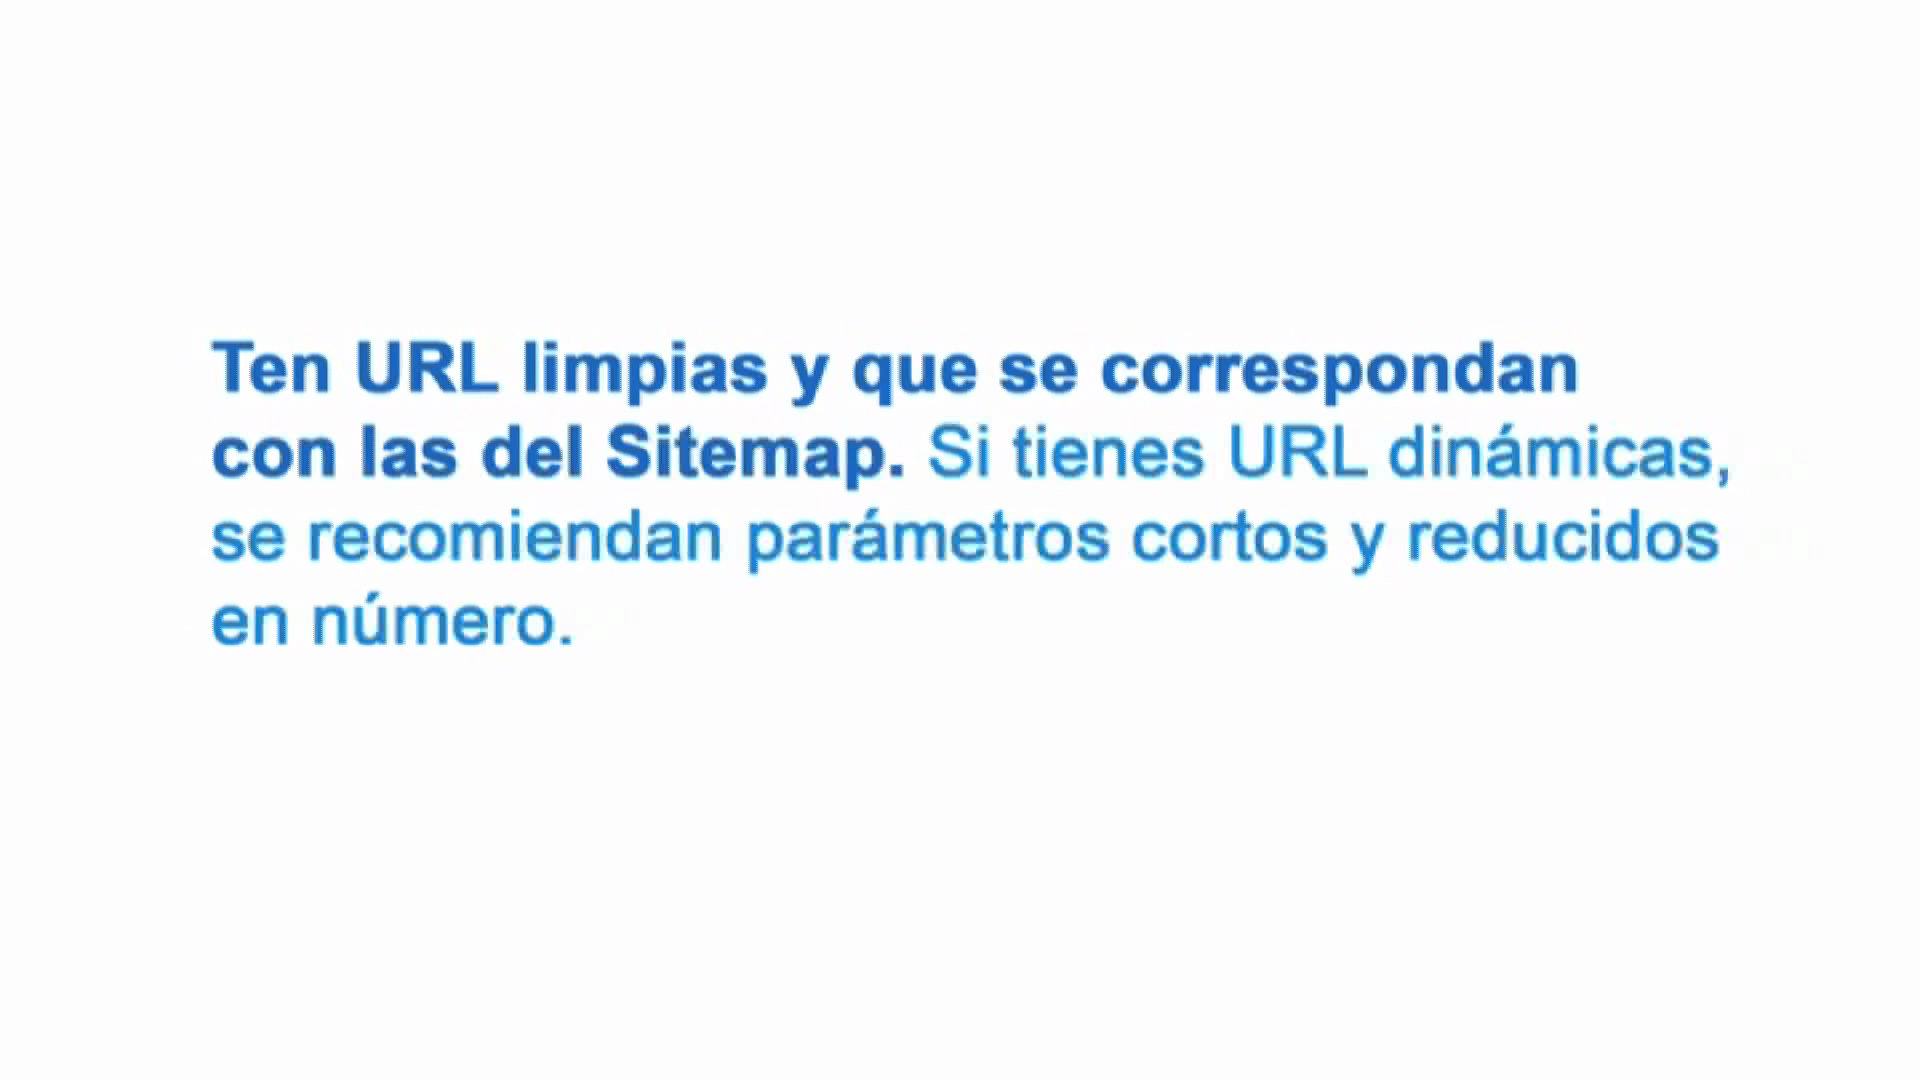 Ten URL limpias y que se correspondan
con las del Sitemap. Si tienes URL dinámicas,
se recomiendan parámetros cortos y reducidos
en número.